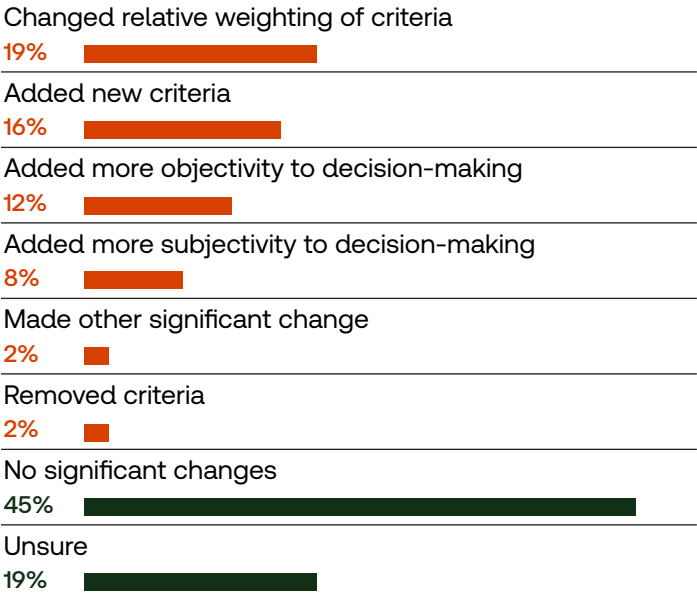 Changed relative weighting of criteria
19%
Added new criteria
16%
Added more objectivity to decision-making
12%
Added more subjectivity to decision-making
8%
Made other significant change
2%
Removed criteria
2%
No significant changes
45%
Unsure
19%